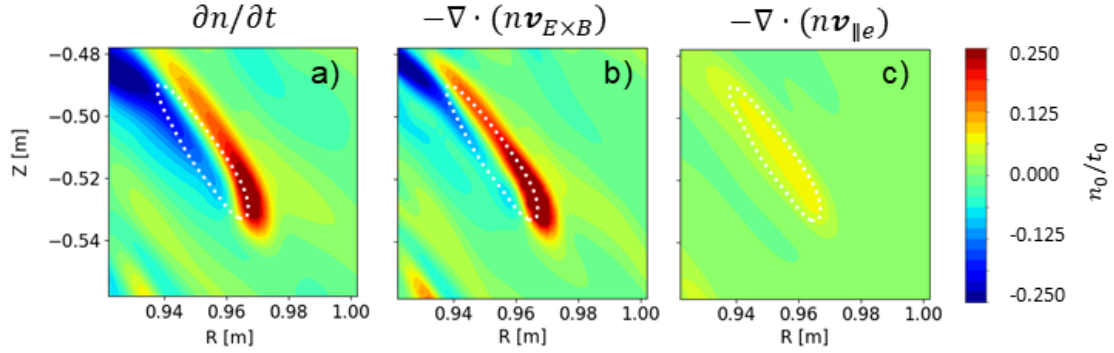 ∂n/∂t
−∇ · (n𝒗_{E×B})
−∇ · (n𝒗_{∥e})
a)
b)
c)
−0.48
−0.50
−0.52
−0.54
Z [m]
0.94 0.96 0.98 1.00
R [m]
0.94 0.96 0.98 1.00
R [m]
0.94 0.96 0.98 1.00
R [m]
0.250
0.125
0.000
-0.125
-0.250
n₀/t₀